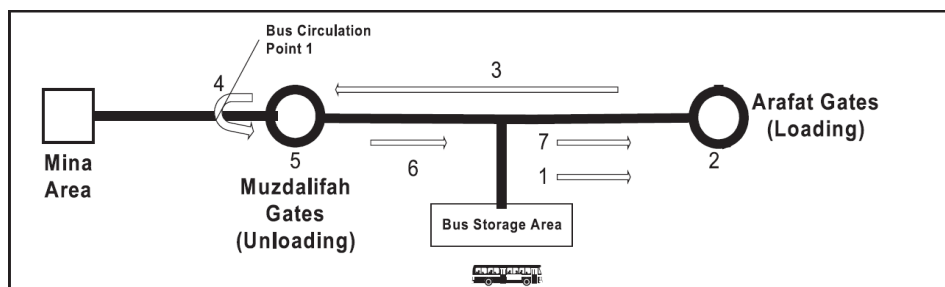 Bus Circulation
Point 1
4
3
Arafat Gates
(Loading)
Mina
Area
5
6
7
1
2
Muzdalifah
Gates
(Unloading)
Bus Storage Area